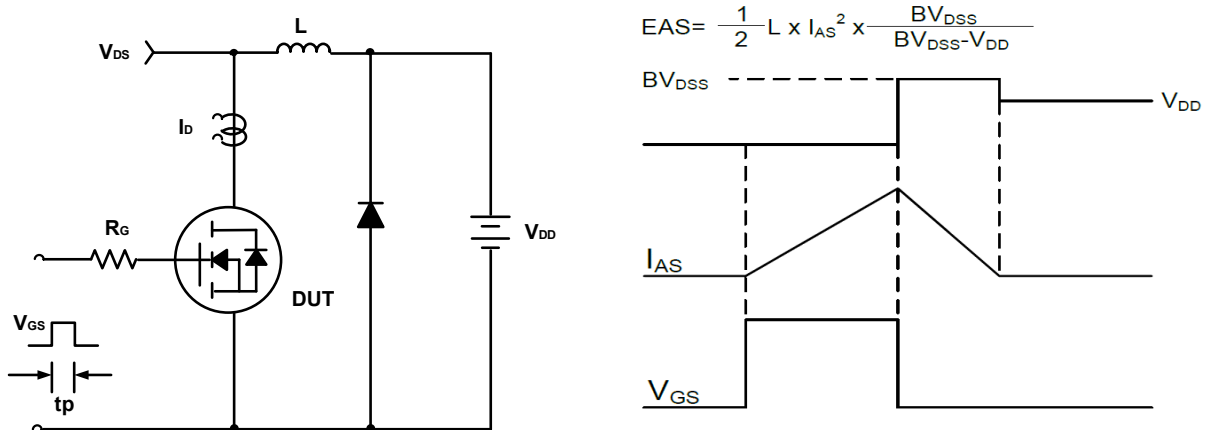 L
VDS
ID
RG
VDD
DUT
VGS
tp
EAS= 1/2 L x IAS² x BVDSS/BVDSS-VDD
BVDSS
VDD
IAS
VGS